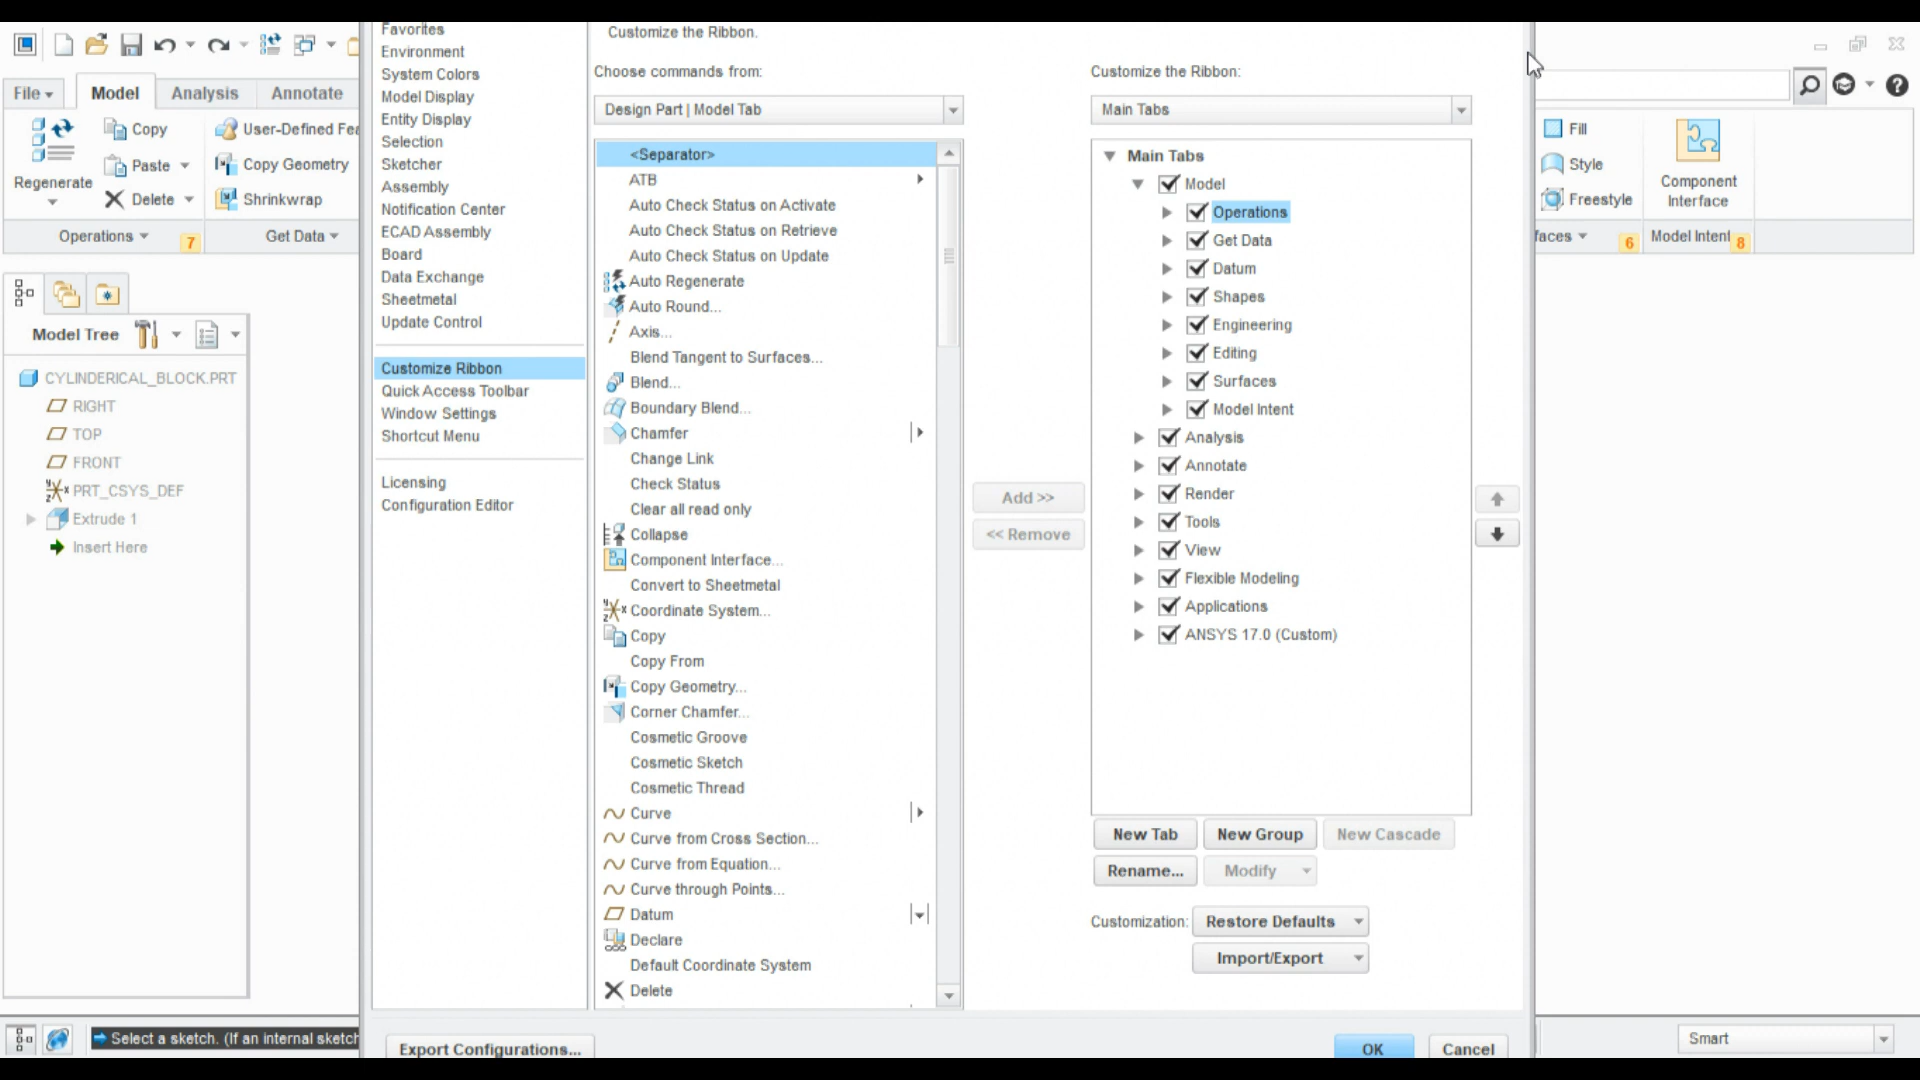 File
Model
Analysis
Annotate
Regenerate
Copy
Paste
Delete
User-Defined Fea
Copy Geometry
Shrinkwrap
Operations
7
Get Data
Model Tree
CYLINDERICAL_BLOCK.PRT
RIGHT
TOP
FRONT
PRT_CSYS_DEF
Extrude 1
Insert Here
Select a sketch. (If an internal sketch
Favorites
Environment
System Colors
Model Display
Entity Display
Selection
Sketcher
Assembly
Notification Center
ECAD Assembly
Board
Data Exchange
Sheetmetal
Update Control
Customize Ribbon
Quick Access Toolbar
Window Settings
Shortcut Menu
Licensing
Configuration Editor
Customize the Ribbon.
Choose commands from:
Design Part | Model Tab
<Separator>
ATB
Auto Check Status on Activate
Auto Check Status on Retrieve
Auto Check Status on Update
Auto Regenerate
Auto Round...
Axis...
Blend Tangent to Surfaces...
Blend...
Boundary Blend...
Chamfer
Change Link
Check Status
Clear all read only
Collapse
Component Interface...
Convert to Sheetmetal
Coordinate System...
Copy
Copy From
Copy Geometry...
Corner Chamfer...
Cosmetic Groove
Cosmetic Sketch
Cosmetic Thread
Curve
Curve from Cross Section...
Curve from Equation...
Curve through Points...
Datum
Declare
Default Coordinate System
Delete
Add >>
<< Remove
Customize the Ribbon:
Main Tabs
Main Tabs
Model
Operations
Get Data
Datum
Shapes
Engineering
Editing
Surfaces
Model Intent
Analysis
Annotate
Render
Tools
View
Flexible Modeling
Applications
ANSYS 17.0 (Custom)
New Tab
New Group
New Cascade
Rename...
Modify
Customization:
Restore Defaults
Import/Export
Export Configurations...
OK
Cancel
Fill
Style
Freestyle
Component
Interface
faces
6
Model Intent
8
Smart